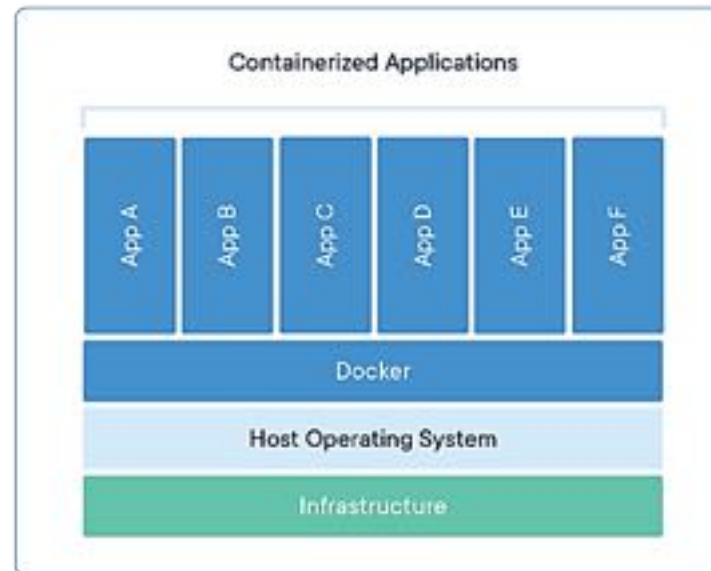 Containerized Applications
App A
App B
App C
App D
App E
App F
Docker
Host Operating System
Infrastructure